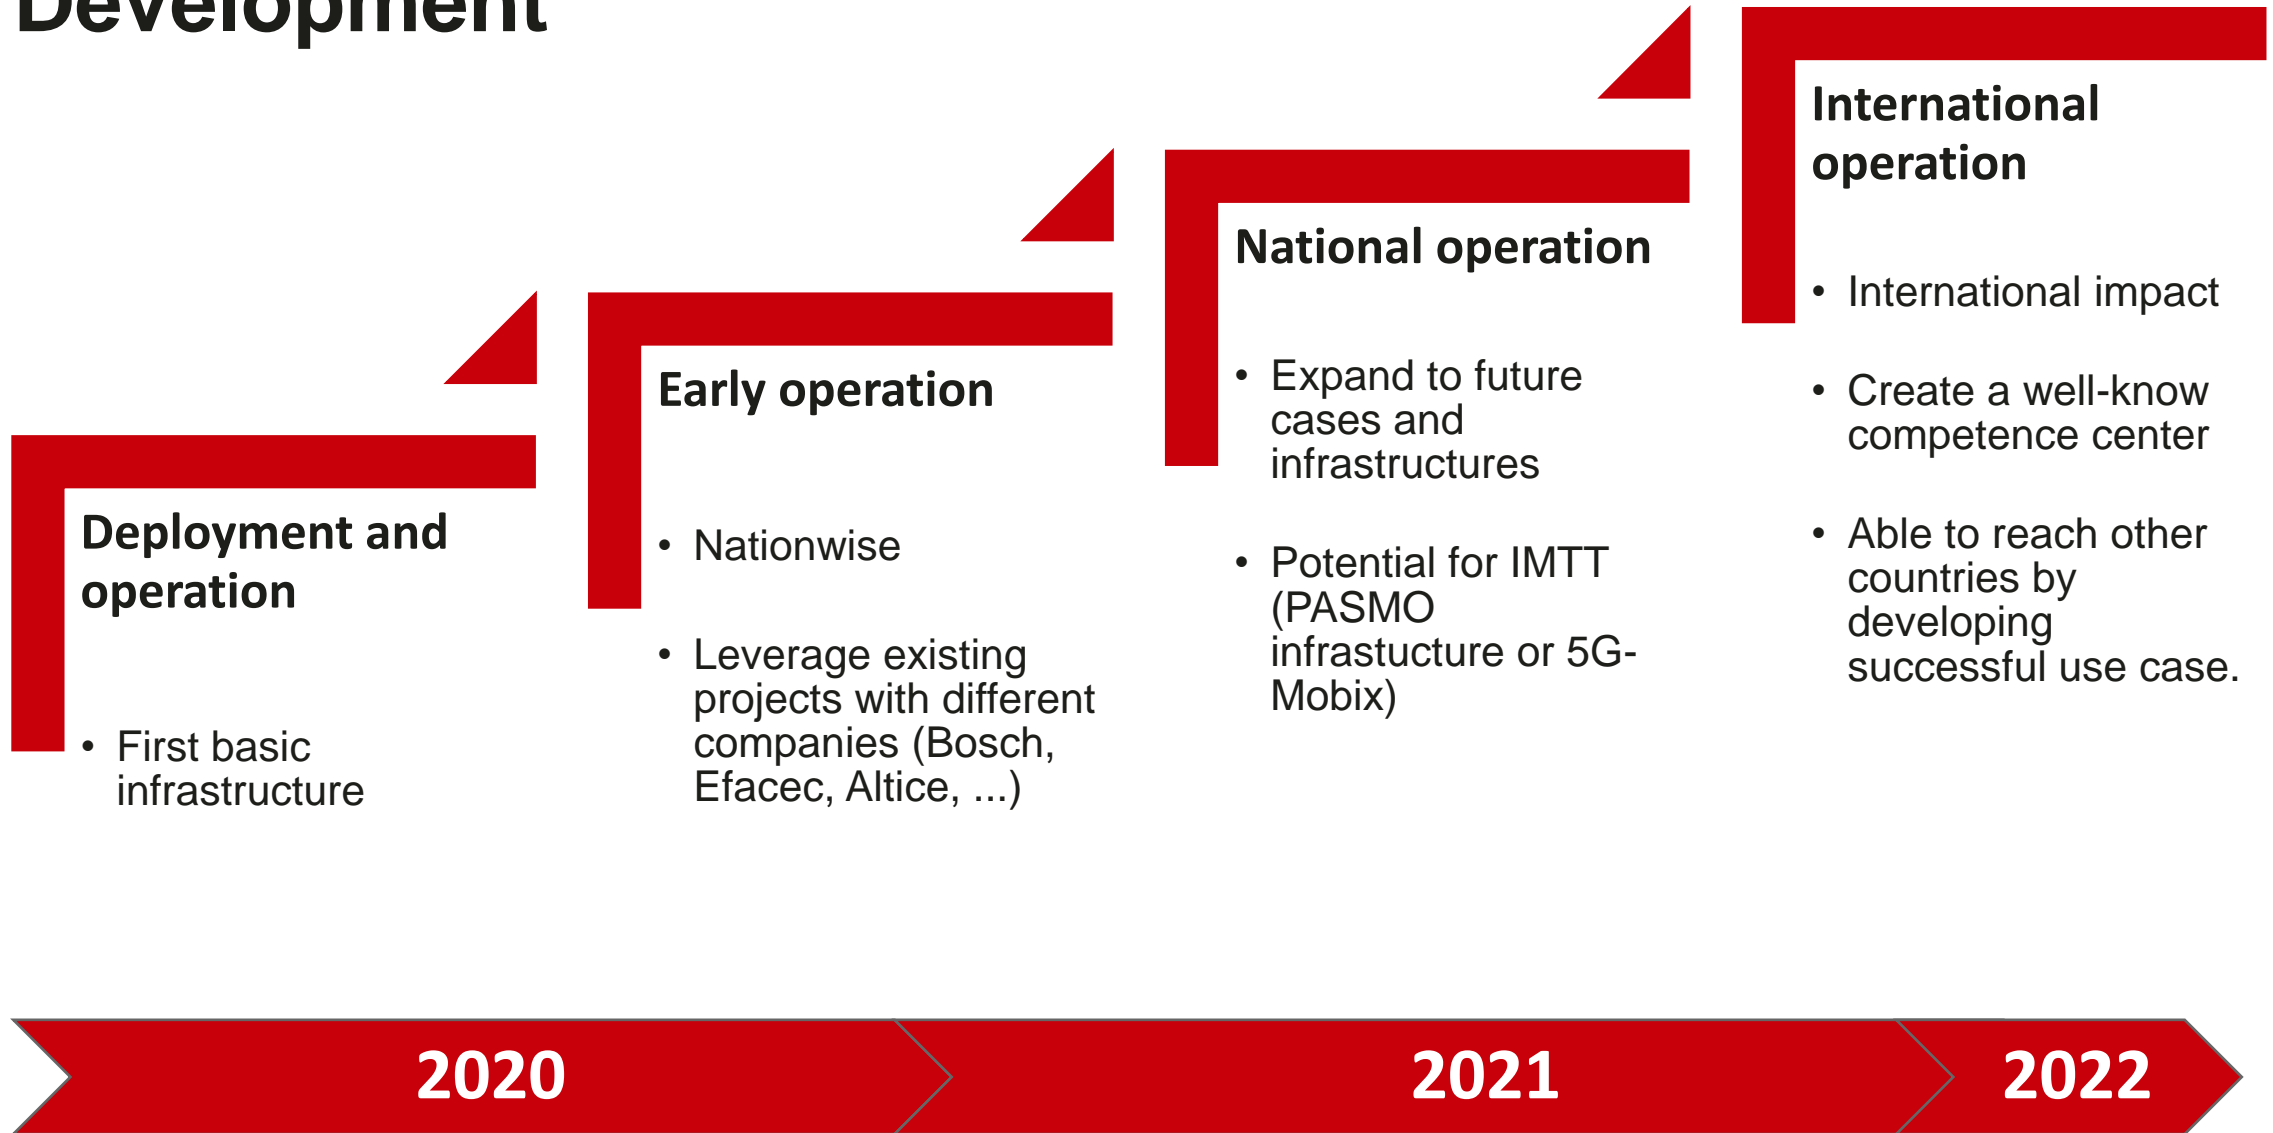 Development
Deployment and
operation
• First basic
infrastructure
Early operation
• Nationwise
• Leverage existing
projects with different
companies (Bosch,
Efacec, Altice, ...)
National operation
• Expand to future
cases and
infrastructures
• Potential for IMTT
(PASMO
infrastucture or 5G-
Mobix)
International
operation
• International impact
• Create a well-know
competence center
• Able to reach other
countries by
developing
successful use case.
2020
2021
2022